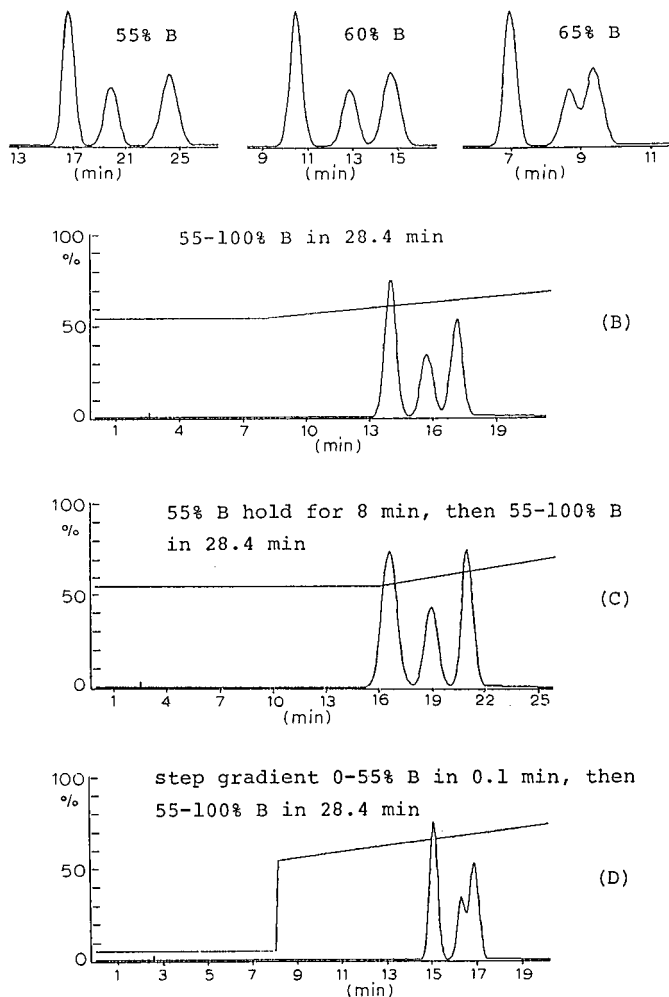 55% B 60% B 65% B
13 17 21 25 9 11 13 15 7 9 11
(min) (min) (min)
55-100% B in 28.4 min
100
%
50
0
(B)
1 4 7 10 13 16 19
(min)
55% B hold for 8 min, then 55-100% B
in 28.4 min
100
%
50
0
(C)
1 4 7 10 13 16 19 22 25
(min)
step gradient 0-55% B in 0.1 min, then
55-100% B in 28.4 min
100
%
50
0
(D)
1 3 5 7 9 11 13 15 17 19
(min)